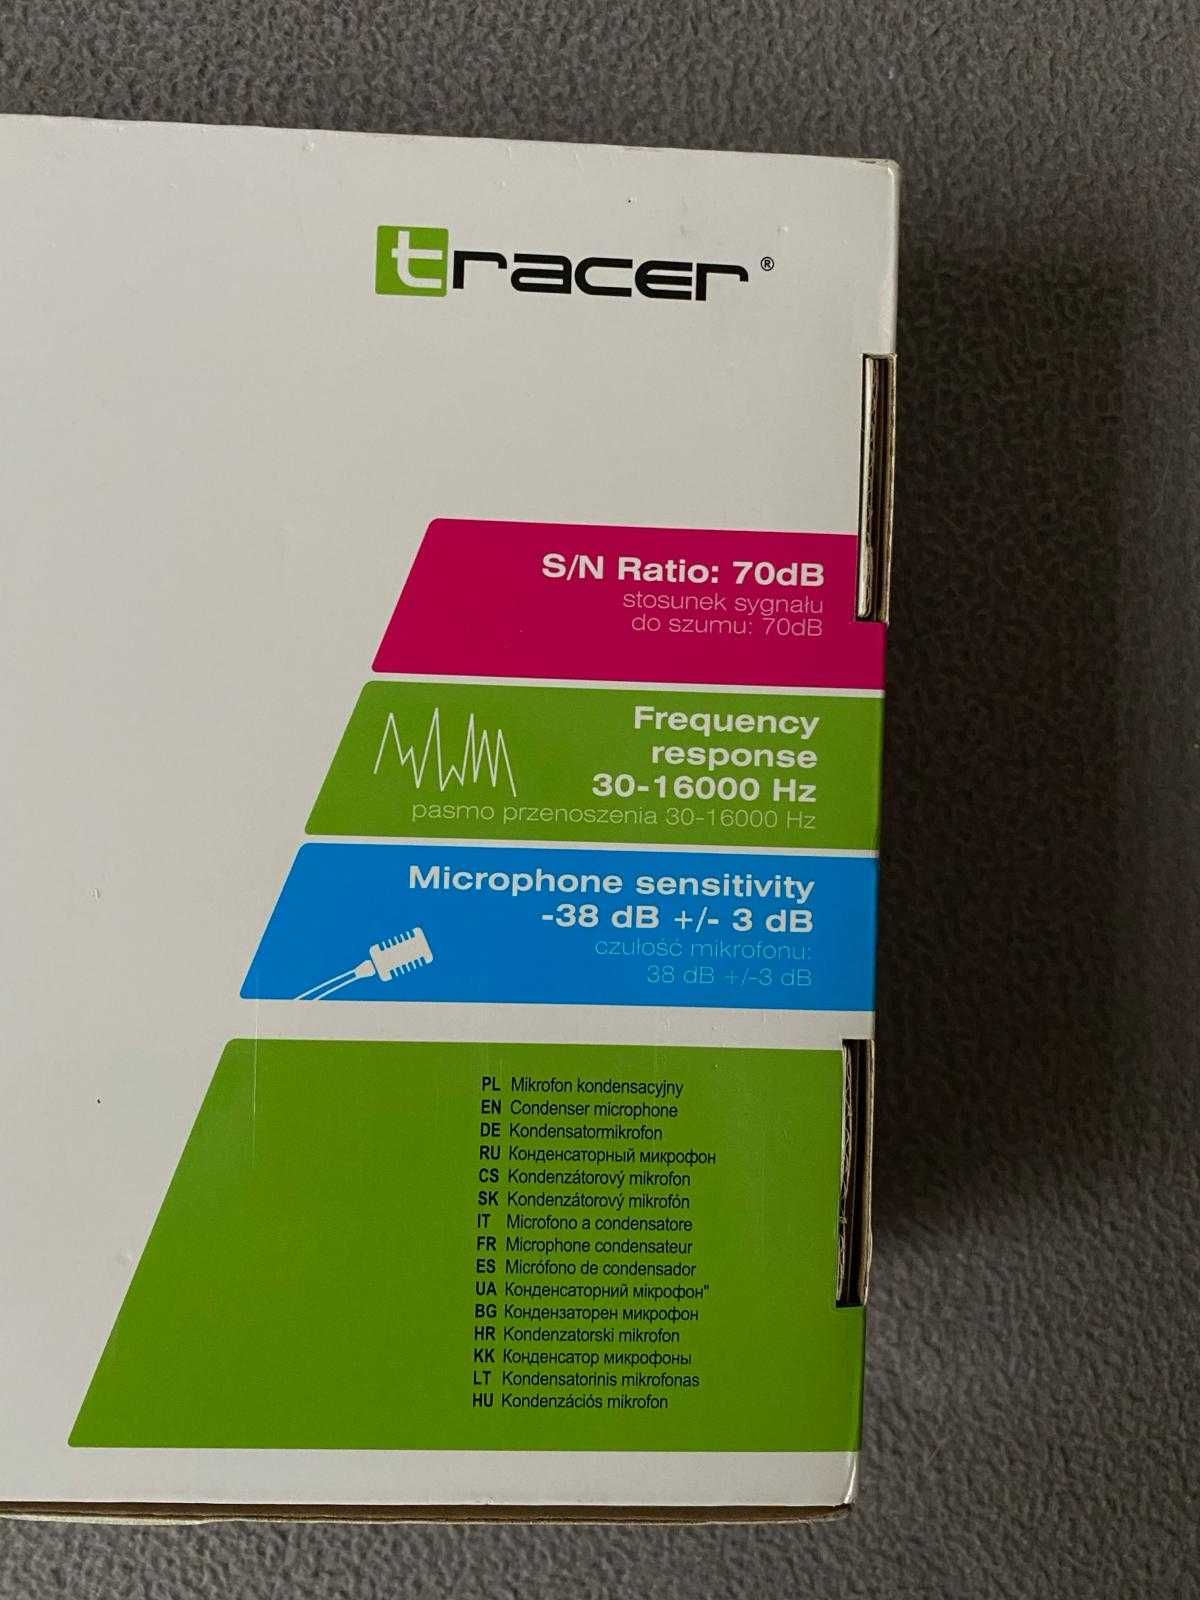 tracer®
S/N Ratio: 70dB
stosunek sygnału
do szumu: 70dB
Frequency
response
30-16000 Hz
pasmo przenoszenia 30-16000 Hz
Microphone sensitivity
-38 dB +/- 3 dB
czułość mikrofonu:
38 dB +/-3 dB
PL Mikrofon kondensacyjny
EN Condenser microphone
DE Kondensatormikrofon
RU Конденсаторный микрофон
CS Kondenzátorový mikrofon
SK Kondenzátorový mikrofón
IT Microfono a condensatore
FR Microphone condensateur
ES Micrófono de condensador
UA Конденсаторний мікрофон"
BG Кондензаторен микрофон
HR Kondenzatorski mikrofon
KK Конденсатор микрофоны
LT Kondensatorinis mikrofonas
HU Kondenzációs mikrofon